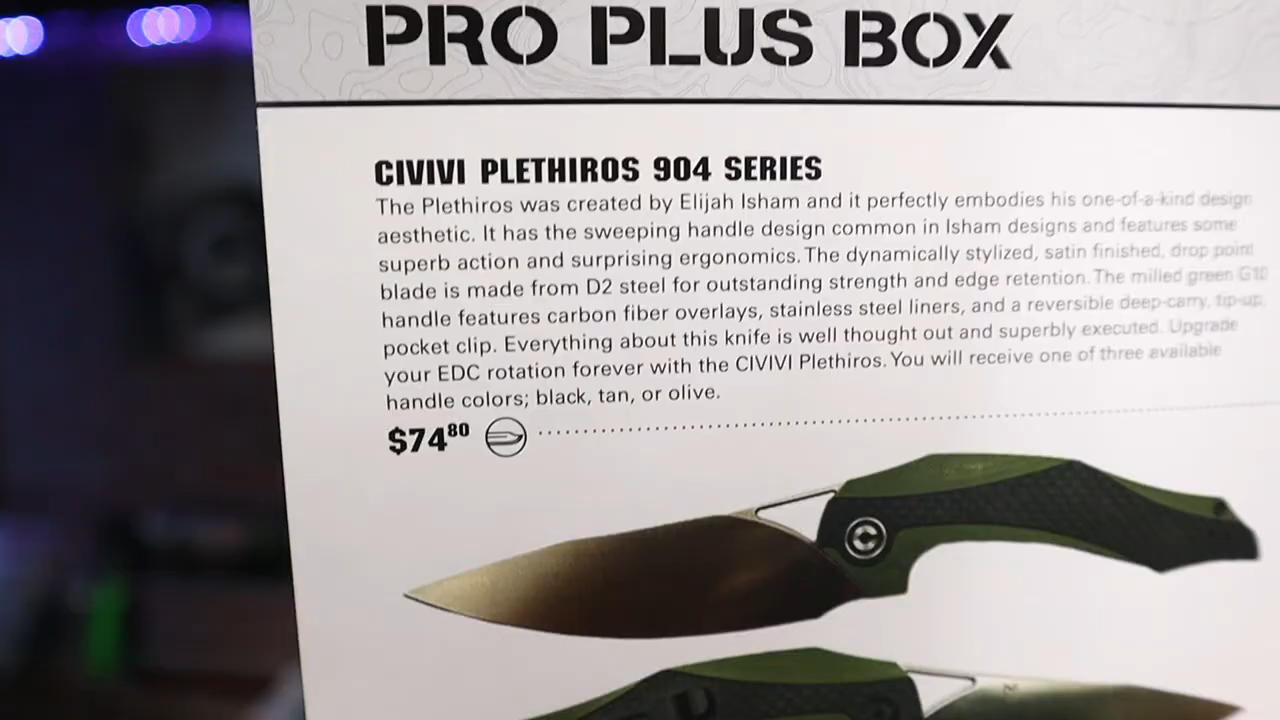 PRO PLUS BOX
CIVIVI PLETHIROS 904 SERIES
The Plethiros was created by Elijah Isham and it perfectly embodies his one-of-a-kind design
aesthetic. It has the sweeping handle design common in Isham designs and features some
superb action and surprising ergonomics. The dynamically stylized, satin finished, drop point
blade is made from D2 steel for outstanding strength and edge retention. The milled green G10
handle features carbon fiber overlays, stainless steel liners, and a reversible deep-carry, tip-up,
pocket clip. Everything about this knife is well thought out and superbly executed. Upgrade
your EDC rotation forever with the CIVIVI Plethiros. You will receive one of three available
handle colors; black, tan, or olive.
$7480